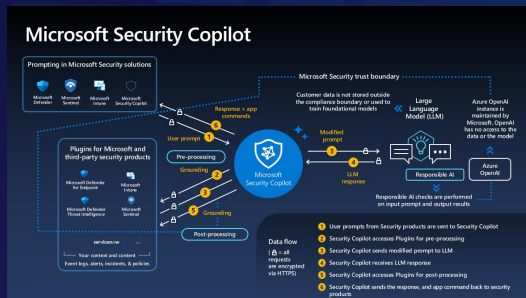 Microsoft Security Copilot
Prompting in Microsoft Security solutions
Microsoft
Defender
Microsoft
Sentinel
Microsoft
Intune
Microsoft
Security Copilot
Response + app
commands
6
User prompt 1
Pre-processing
Grounding 2
3
5 Grounding
Post-processing
Plugins for Microsoft and
third-party security products
Microsoft Defender
for Endpoint
Microsoft
Intune
Microsoft Defender
Threat Intelligence
Microsoft
Sentinel
servicenow
...
Your context and content
Event logs, alerts, incidents, & policies
Microsoft
Security Copilot
Microsoft Security trust boundary
Customer data is not stored outside
the compliance boundary or used to
train foundational models
Modified
prompt
3
4
LLM
response
Large
Language
Model (LLM)
Responsible AI
Azure OpenAI
instance is
maintained by
Microsoft. OpenAI
has no access to the
data or the model
Azure
OpenAI
Responsible AI checks are performed
on input prompt and output results
Data flow
( = all
requests
are encrypted
via HTTPS)
1 User prompts from Security products are sent to Security Copilot
2 Security Copilot accesses Plugins for pre-processing
3 Security Copilot sends modified prompt to LLM
4 Security Copilot receives LLM response
5 Security Copilot accesses Plugins for post-processing
6 Security Copilot sends the response, and app command back to security
products